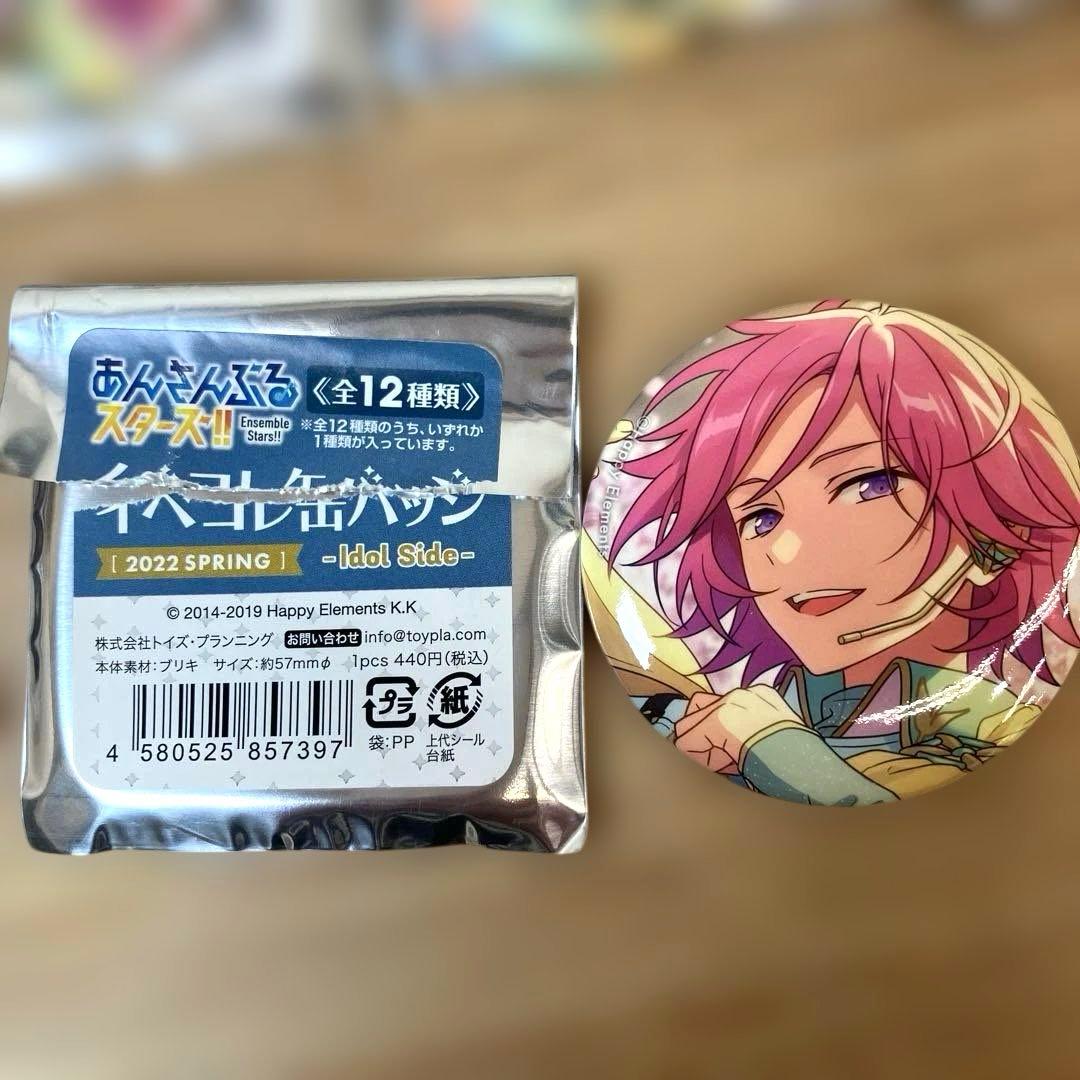 あんさんぶる
スターズ!!
Ensemble
Stars!!
《全12種類》
※全12種類のうち、いずれか
1種類が入っています。
イベコレ缶バッジ
[ 2022 SPRING ]
-Idol Side-
© 2014-2019 Happy Elements K.K
株式会社トイズ・プランニング お問い合わせ info@toypla.com
本体素材:ブリキ サイズ:約57mmφ 1pcs 440円(税込)
4 580525 857397
プラ
紙
袋:PP
上代シール
台紙
©Happy Elements